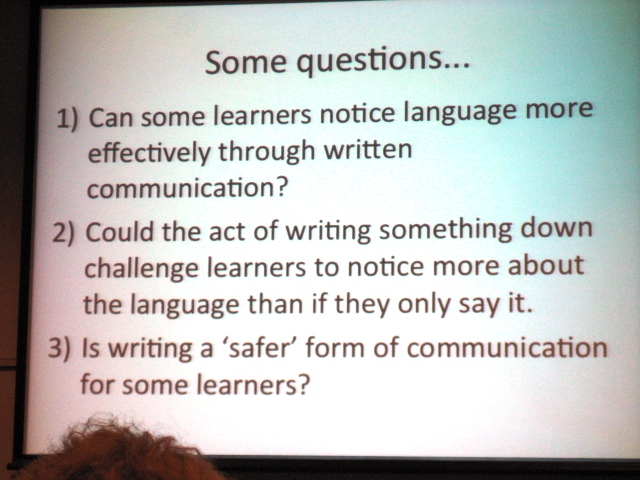 Some questions...
1) Can some learners notice language more
effectively through written
communication?
2) Could the act of writing something down
challenge learners to notice more about
the language than if they only say it.
3) Is writing a ‘safer’ form of communication
for some learners?